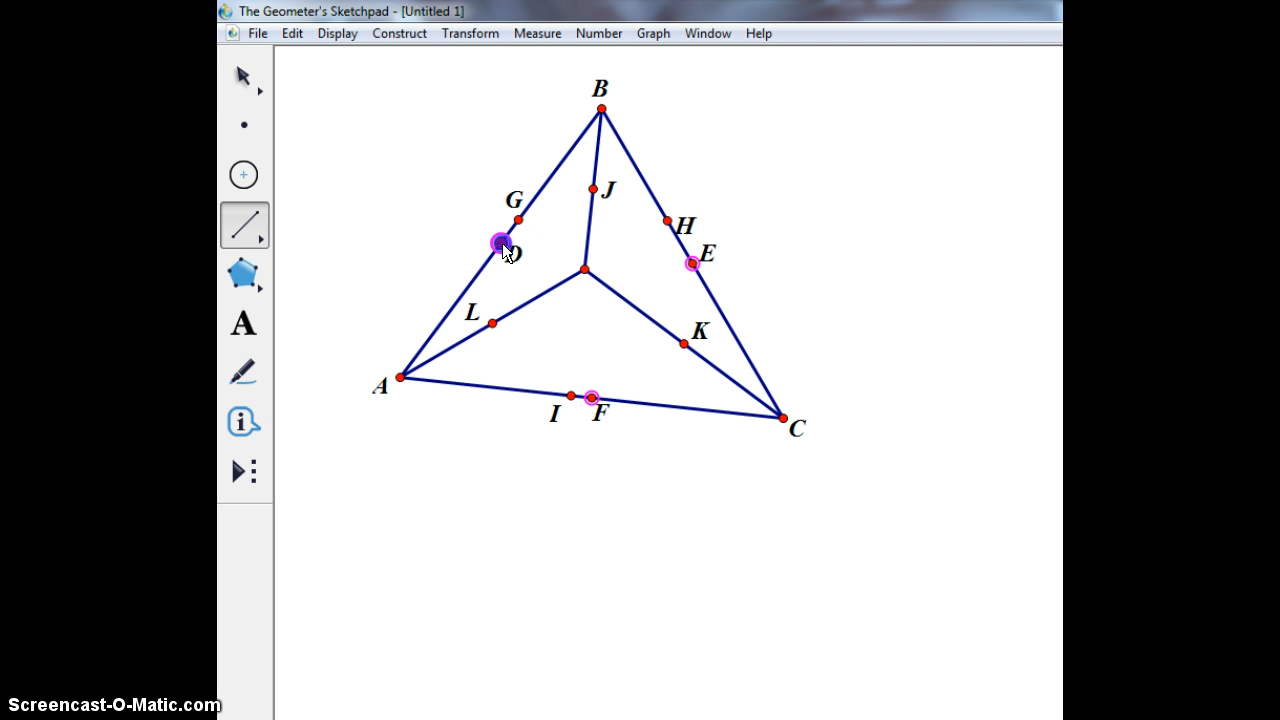 The Geometer's Sketchpad - [Untitled 1]
File Edit Display Construct Transform Measure Number Graph Window Help
B
G
J
H
D
E
L
K
A
I
F
C
A
i
Screencast-O-Matic.com